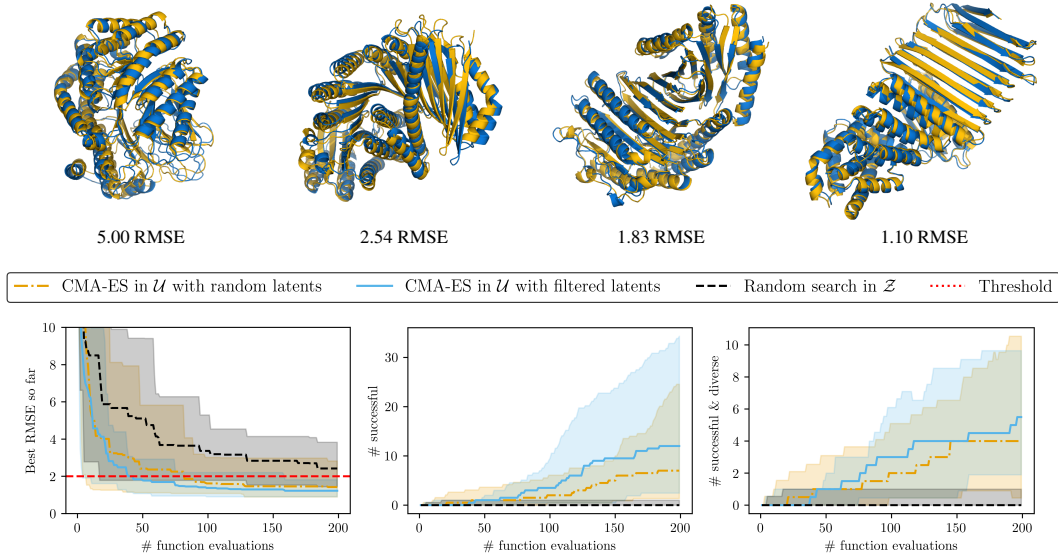 5.00 RMSE
2.54 RMSE
1.83 RMSE
1.10 RMSE
CMA-ES in 𝒰 with random latents
CMA-ES in 𝒰 with filtered latents
Random search in 𝒵
Threshold
Best RMSE so far
10
8
6
4
2
0
0
50
100
150
200
# function evaluations
# successful
30
20
10
0
0
50
100
150
200
# function evaluations
# successful & diverse
10
8
6
4
2
0
0
50
100
150
200
# function evaluations